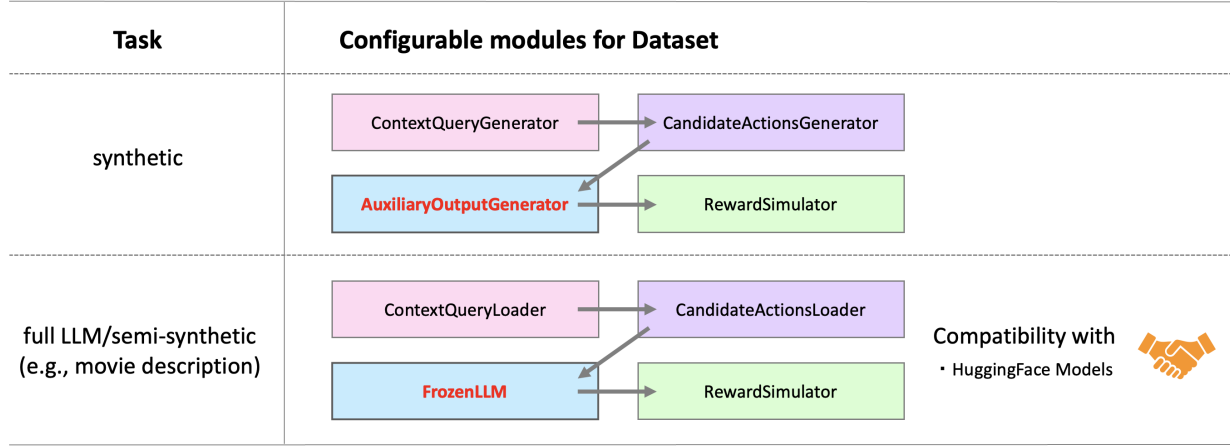 Task
Configurable modules for Dataset
synthetic
ContextQueryGenerator
CandidateActionsGenerator
AuxiliaryOutputGenerator
RewardSimulator
full LLM/semi-synthetic
(e.g., movie description)
ContextQueryLoader
CandidateActionsLoader
FrozenLLM
RewardSimulator
Compatibility with
・HuggingFace Models